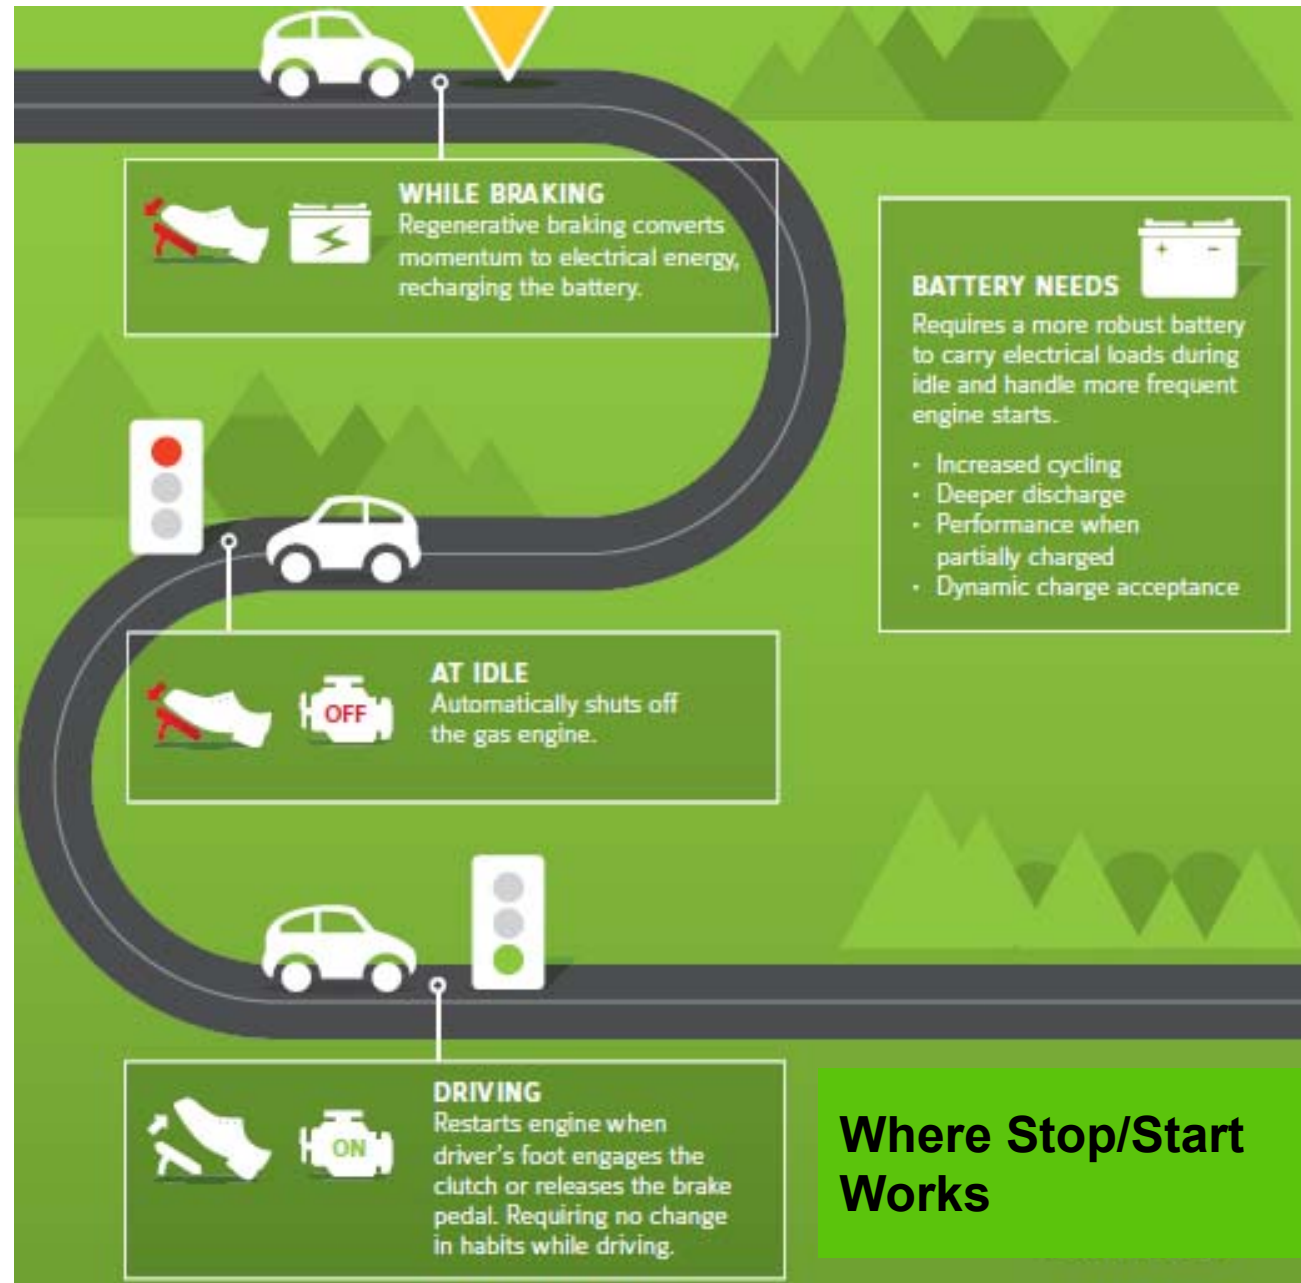 WHILE BRAKING
Regenerative braking converts
momentum to electrical energy,
recharging the battery.
BATTERY NEEDS
Requires a more robust battery
to carry electrical loads during
idle and handle more frequent
engine starts.
• Increased cycling
• Deeper discharge
• Performance when
partially charged
• Dynamic charge acceptance
AT IDLE
Automatically shuts off
the gas engine.
OFF
DRIVING
Restarts engine when
driver's foot engages the
clutch or releases the brake
pedal. Requiring no change
in habits while driving.
ON
Where Stop/Start
Works